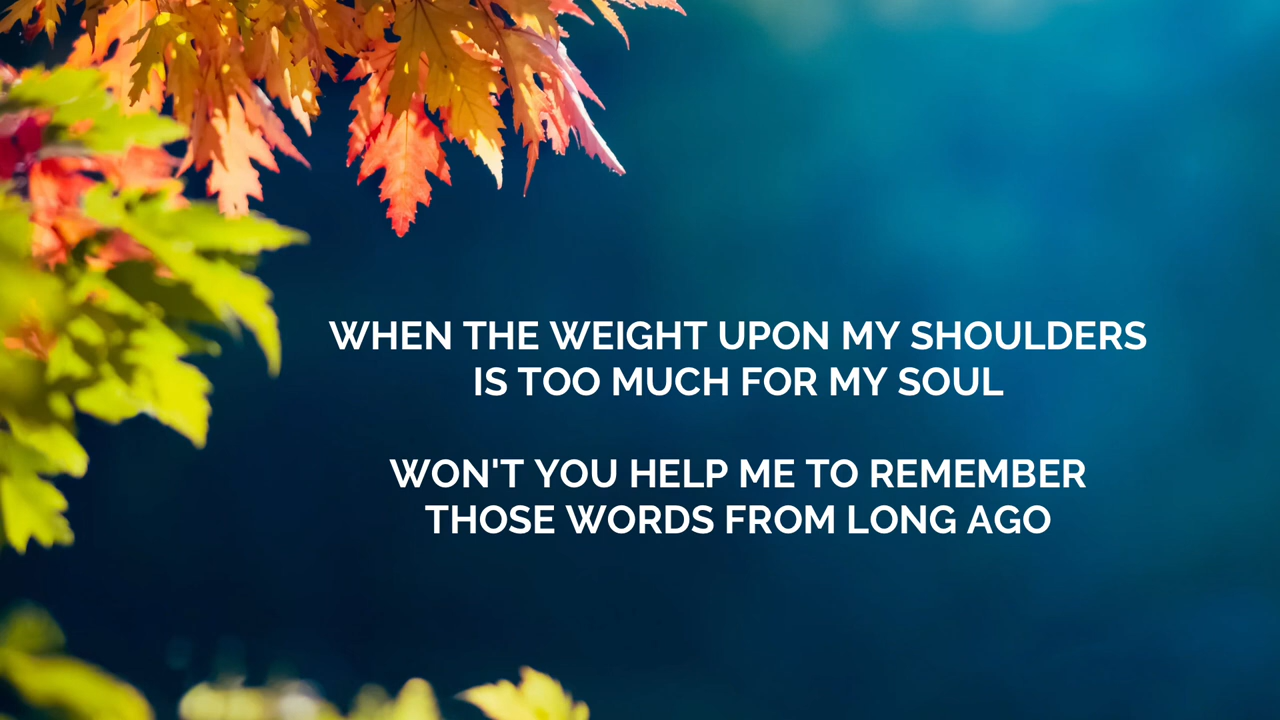 WHEN THE WEIGHT UPON MY SHOULDERS
IS TOO MUCH FOR MY SOUL
WON'T YOU HELP ME TO REMEMBER
THOSE WORDS FROM LONG AGO